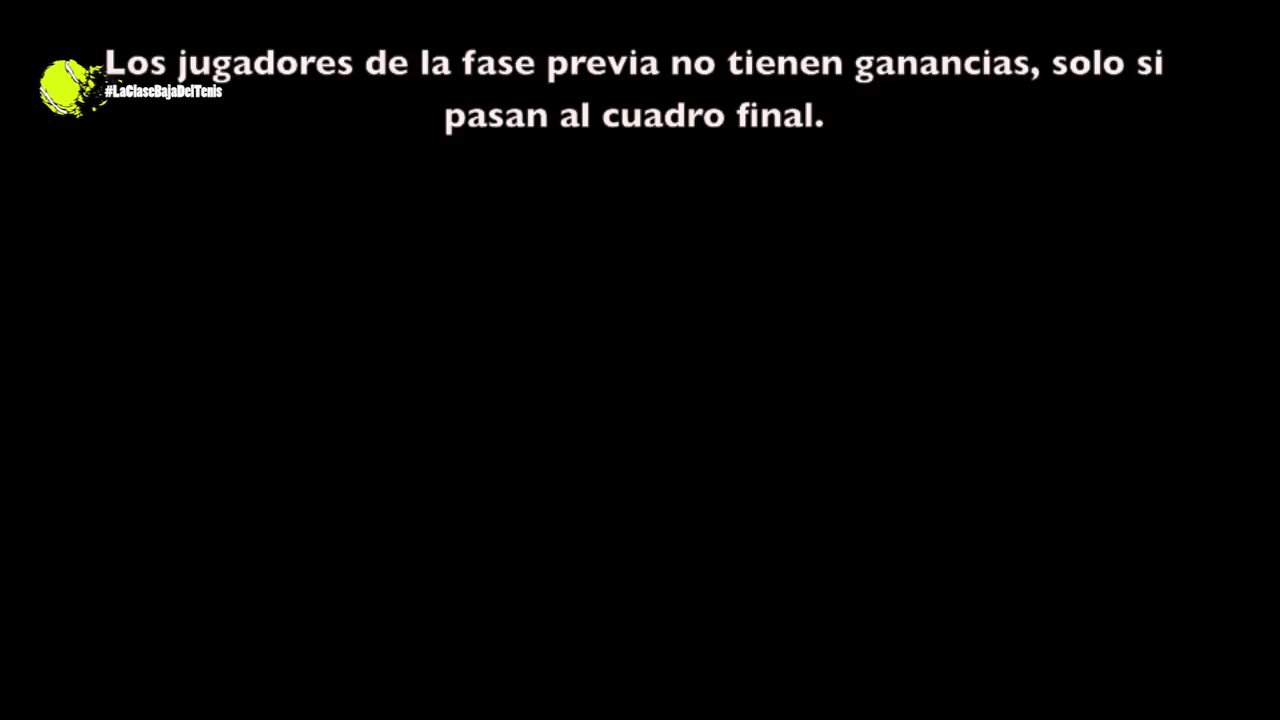 Los jugadores de la fase previa no tienen ganancias, solo si
#LaClaseBajaDelTenis
pasan al cuadro final.